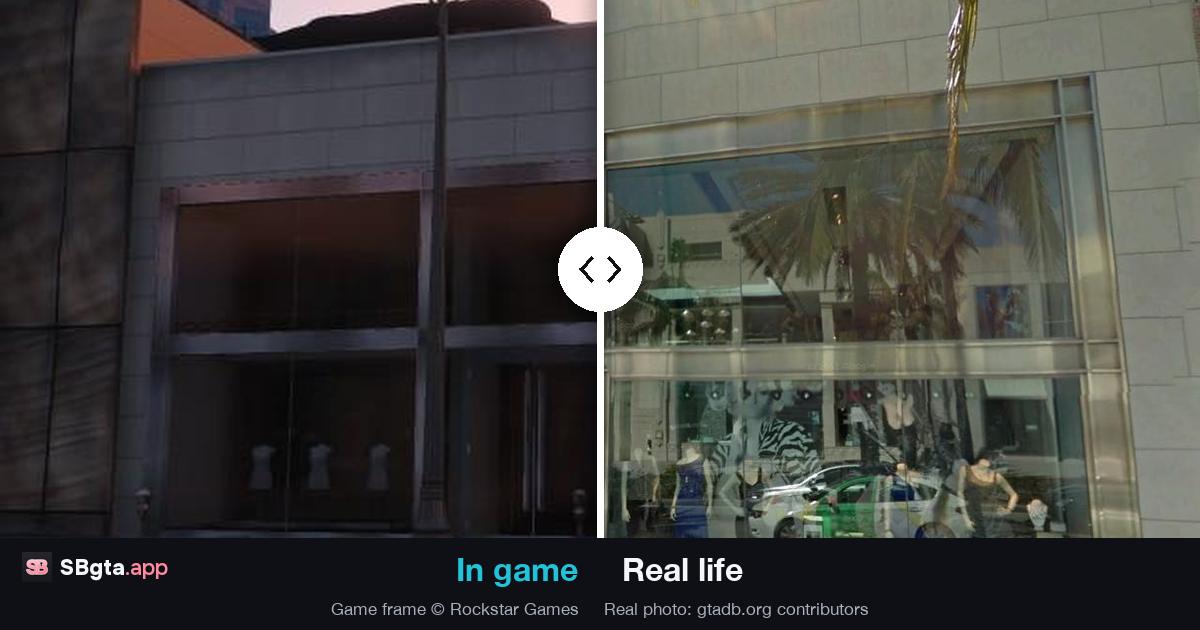 SB SBgta.app
In game
Real life
Game frame © Rockstar Games
Real photo: gtadb.org contributors